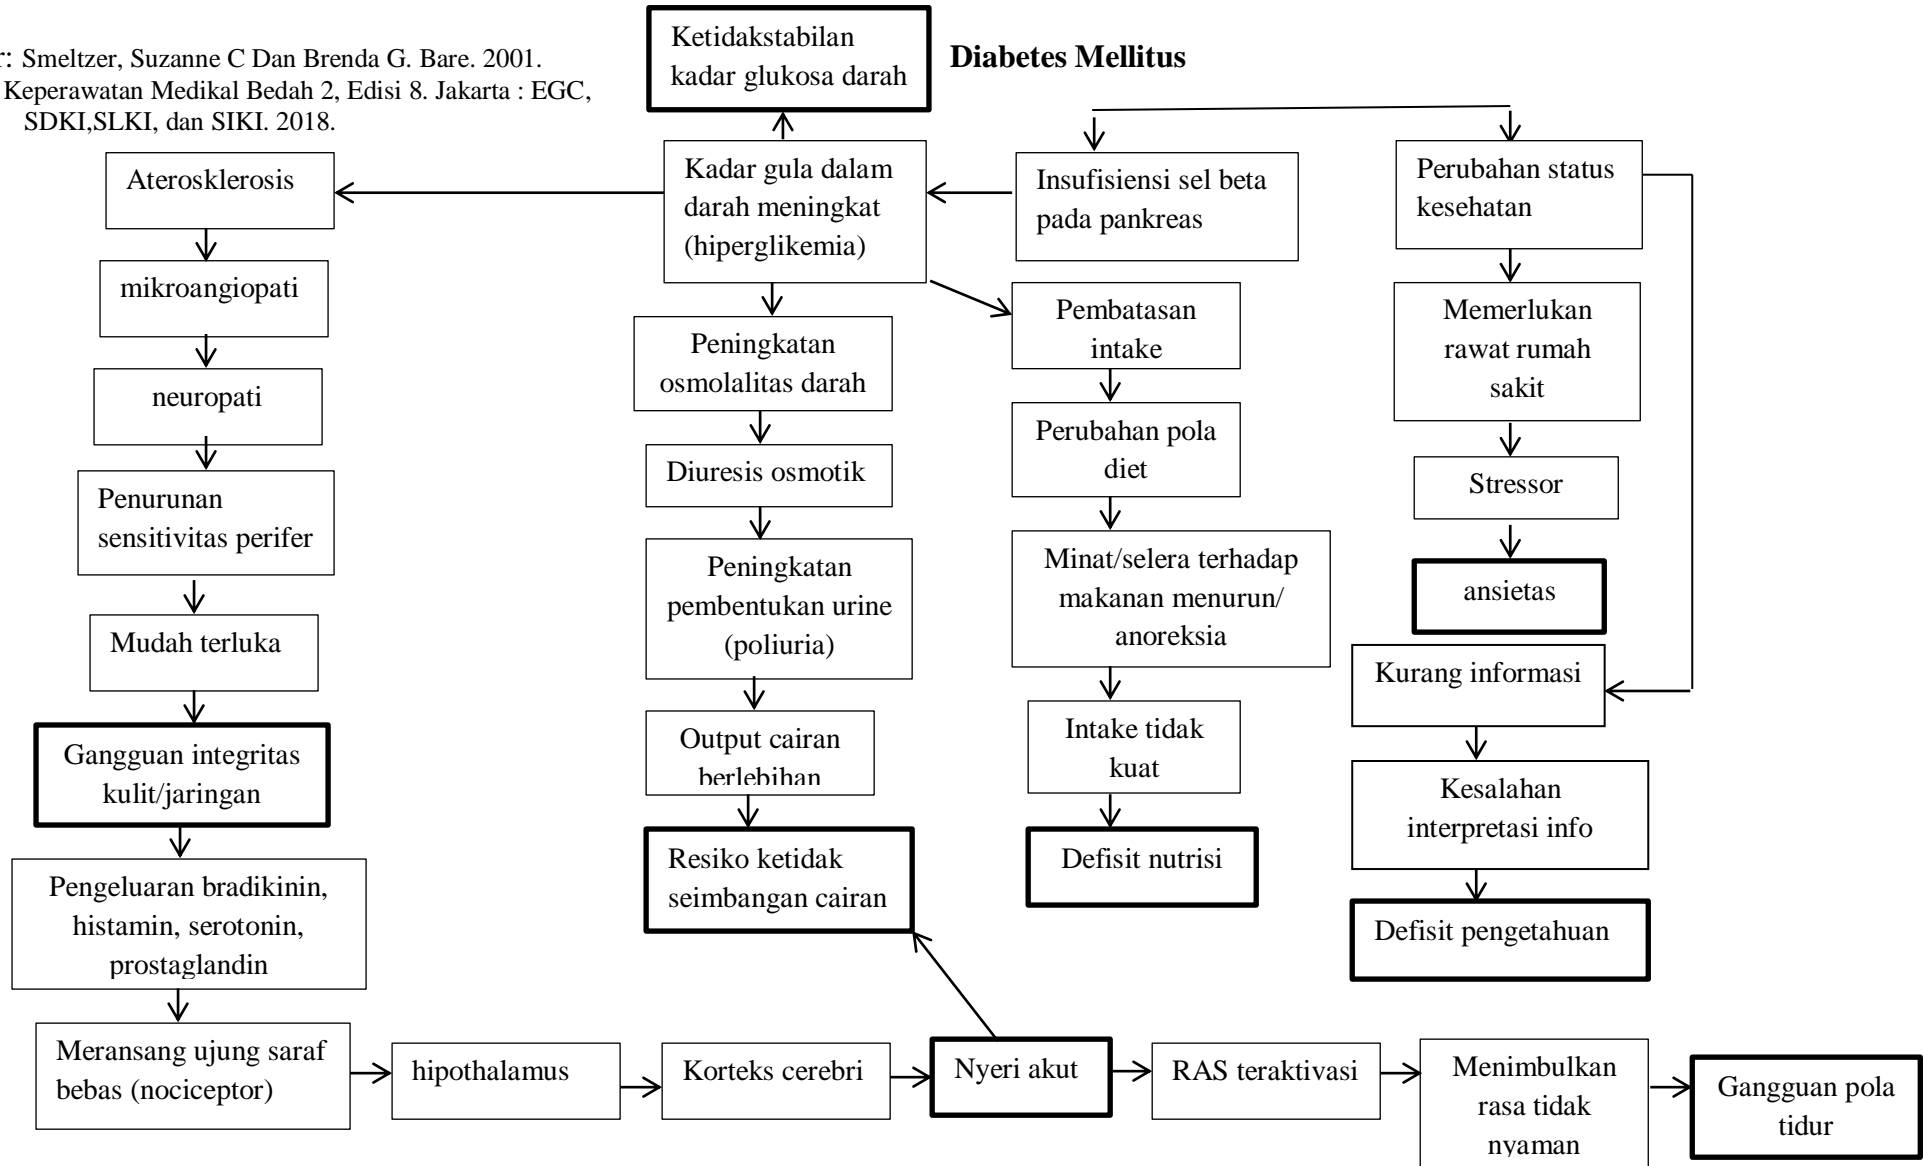 r: Smeltzer, Suzanne C Dan Brenda G. Bare. 2001.
Keperawatan Medikal Bedah 2, Edisi 8. Jakarta : EGC,
SDKI,SLKI, dan SIKI. 2018.
Ketidakstabilan
kadar glukosa darah
Diabetes Mellitus
Aterosklerosis
Kadar gula dalam
darah meningkat
(hiperglikemia)
Insufisiensi sel beta
pada pankreas
Perubahan status
kesehatan
mikroangiopati
neuropati
Penurunan
sensitivitas perifer
Mudah terluka
Gangguan integritas
kulit/jaringan
Pengeluaran bradikinin,
histamin, serotonin,
prostaglandin
Meransang ujung saraf
bebas (nociceptor)
Peningkatan
osmolalitas darah
Diuresis osmotik
Peningkatan
pembentukan urine
(poliuria)
Output cairan
berlebihan
Resiko ketidak
seimbangan cairan
Pembatasan
intake
Perubahan pola
diet
Minat/selera terhadap
makanan menurun/
anoreksia
Intake tidak
kuat
Defisit nutrisi
Memerlukan
rawat rumah
sakit
Stressor
ansietas
Kurang informasi
Kesalahan
interpretasi info
Defisit pengetahuan
hipothalamus
Korteks cerebri
Nyeri akut
RAS teraktivasi
Menimbulkan
rasa tidak
nyaman
Gangguan pola
tidur